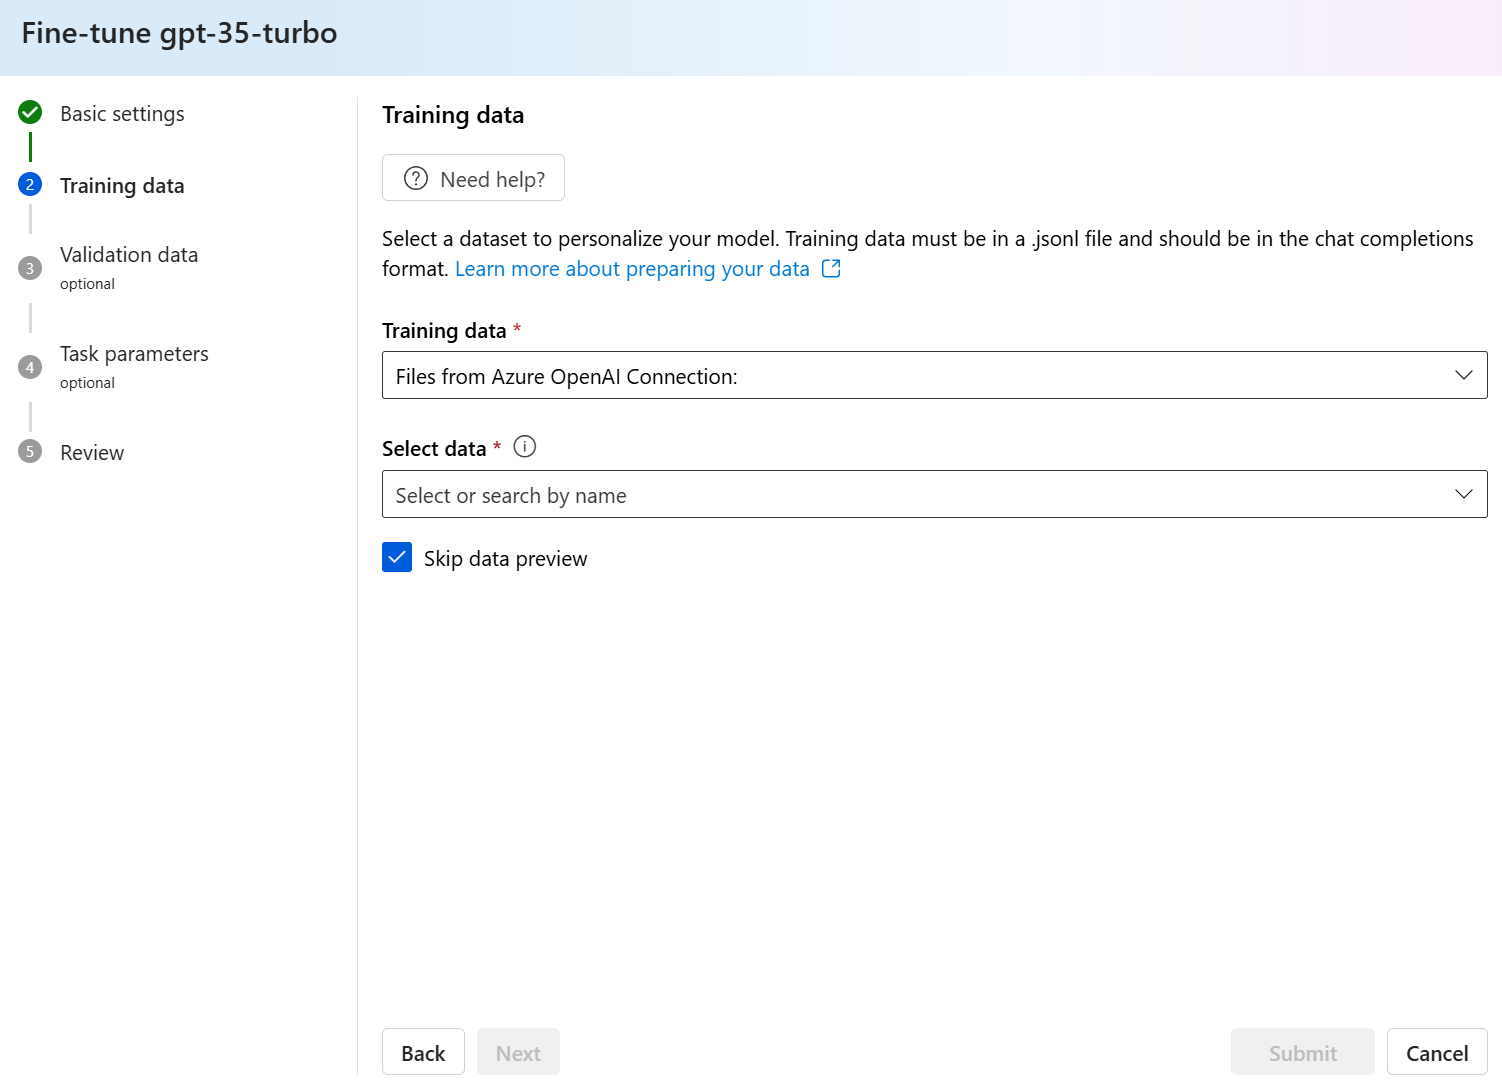 Fine-tune gpt-35-turbo
Basic settings
2
Training data
3
Validation data
optional
4
Task parameters
optional
5
Review
Training data
Need help?
Select a dataset to personalize your model. Training data must be in a .jsonl file and should be in the chat completions
format. Learn more about preparing your data
Training data *
Files from Azure OpenAI Connection:
Select data *
Select or search by name
Skip data preview
Back
Next
Submit
Cancel